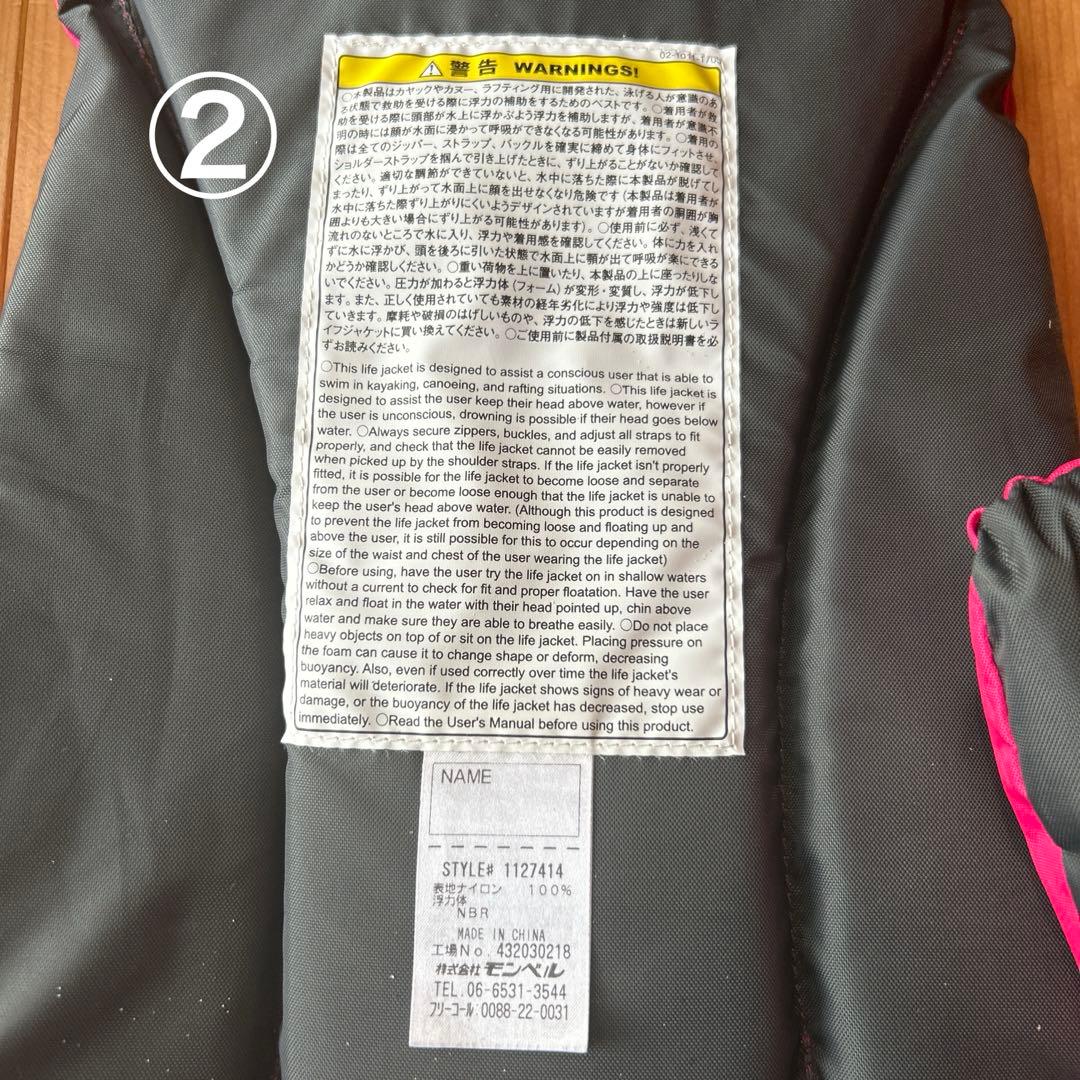 ②
02-1011-1703
⚠ 警告 WARNINGS!
○本製品はカヤックやカヌー、ラフティング用に開発された、泳げる人が意識のあ
る状態で救助を受ける際に浮力の補助をするためのベストです。○着用者が救
助を受ける際に頭部が水上に浮かぶよう浮力を補助しますが、着用者が意識不
明の時には顔が水面に浸かって呼吸ができなくなる可能性があります。○着用の
際は全てのジッパー、ストラップ、バックルを確実に締めて身体にフィットさせ、
ショルダーストラップを掴んで引き上げたときに、ずり上がることがないか確認して
ください。適切な調節ができていないと、水中に落ちた際に本製品が脱げてし
まったり、ずり上がって水面上に顔を出せなくなり危険です(本製品は着用者が
水中に落ちた際ずり上がりにくいようデザインされていますが着用者の胴囲が胸
囲よりも大きい場合にずり上がる可能性があります)。○使用前に必ず、浅くて
流れのないところで水に入り、浮力や着用感を確認してください。体に力を入れ
ずに水に浮かび、頭を後ろに引いた状態で水面上に顎が出て呼吸が楽にできる
かどうか確認しください。○重い荷物を上に置いたり、本製品の上に座ったりしな
いでください。圧力が加わると浮力体(フォーム)が変形・変質し、浮力が低下し
ます。また、正しく使用されていても素材の経年劣化により浮力や強度は低下し
ていきます。摩耗や破損のはげしいものや、浮力の低下を感じたときは新しいラ
イフジャケットに買い換えてください。○ご使用前に製品付属の取扱説明書を必
ずお読みください。
○This life jacket is designed to assist a conscious user that is able to
swim in kayaking, canoeing, and rafting situations. ○This life jacket is
designed to assist the user keep their head above water, however if
the user is unconscious, drowning is possible if their head goes below
water. ○Always secure zippers, buckles, and adjust all straps to fit
properly, and check that the life jacket cannot be easily removed
when picked up by the shoulder straps. If the life jacket isn't properly
fitted, it is possible for the life jacket to become loose and separate
from the user or become loose enough that the life jacket is unable to
keep the user's head above water. (Although this product is designed
to prevent the life jacket from becoming loose and floating up and
above the user, it is still possible for this to occur depending on the
size of the waist and chest of the user wearing the life jacket)
○Before using, have the user try the life jacket on in shallow waters
without a current to check for fit and proper floatation. Have the user
relax and float in the water with their head pointed up, chin above
water and make sure they are able to breathe easily. ○Do not place
heavy objects on top of or sit on the life jacket. Placing pressure on
the foam can cause it to change shape or deform, decreasing
buoyancy. Also, even if used correctly over time the life jacket's
material will deteriorate. If the life jacket shows signs of heavy wear or
damage, or the buoyancy of the life jacket has decreased, stop use
immediately. ○Read the User's Manual before using this product.
NAME
STYLE# 1127414
表地ナイロン 100%
浮力体
NBR
MADE IN CHINA
工場No. 432030218
株式会社 モンベル
TEL.06-6531-3544
フリーコール:0088-22-0031